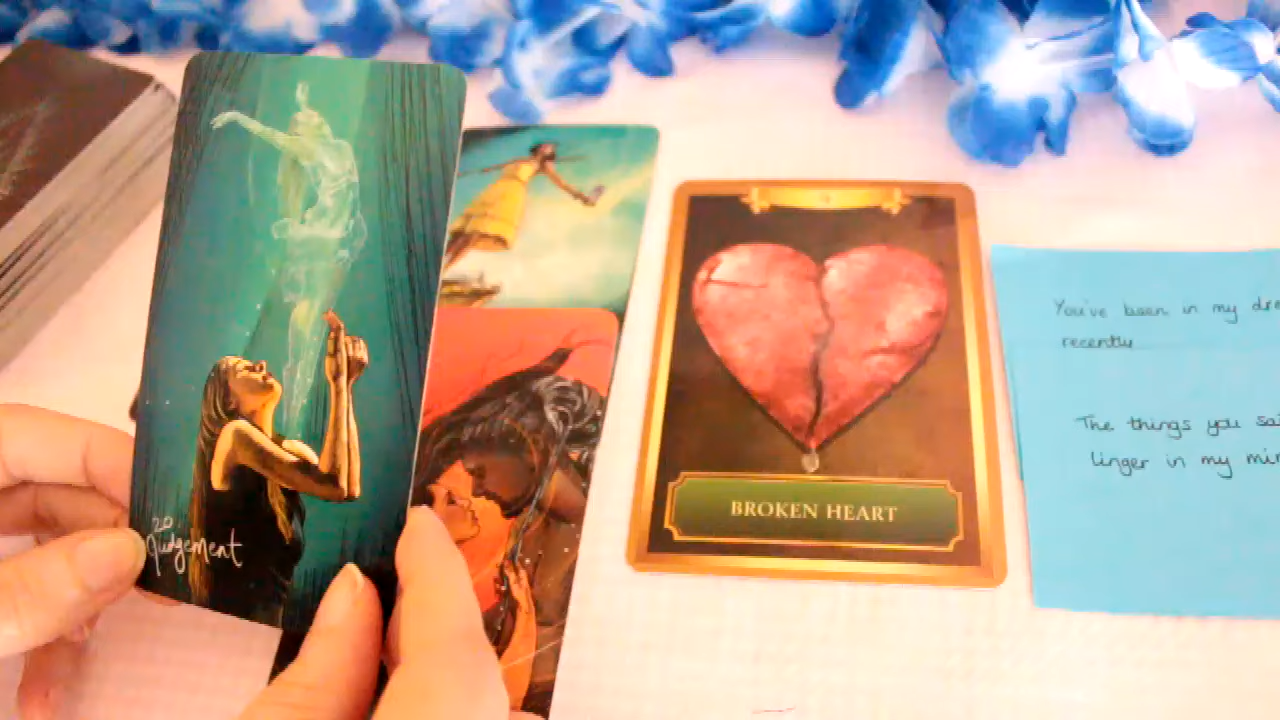 20
Judgement
BROKEN HEART
You've been in my
recently
The things you
linger in my